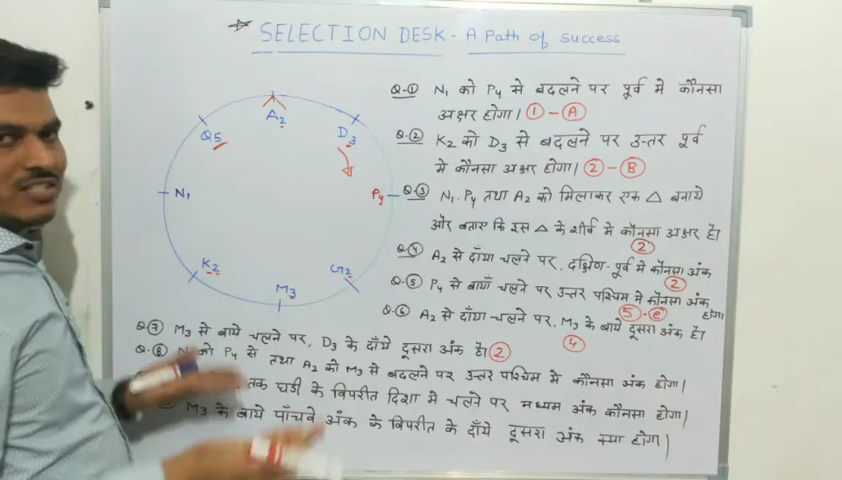 SELECTION DESK - A Path of success
A2
D3
P4
G2
M3
K2
N1
Q5
Q-① N1 को P4 से बदलने पर पूर्व मे कौनसा
अक्षर होगा। ① - Ⓐ
Q-② K2 को D3 से बदलने पर उत्तर पूर्व
मे कौनसा अक्षर होगा। ② - Ⓑ
Q-③ N1, P4 तथा A2 को मिलाकर एक △ बनाये
और बताए कि इस △ के शीर्ष मे कौनसा अक्षर है। ②
Q-④ A2 से दाँया चलने पर, दक्षिण-पूर्व मे कौनसा अंक ②
Q-⑤ P4 से बायाँ चलने पर उत्तर पश्चिम मे कौनसा अंक होगा ⑤ - ⓔ
Q-⑥ A2 से दाँया चलने पर, M3 के बाये दूसरा अंक है। ④
Q-⑦ M3 से बाये चलने पर, D3 के दाँये दूसरा अंक है। ②
Q-⑧ को P4 से तथा A2 को M3 से बदलने पर उत्तर पश्चिम मे कौनसा अंक होगा।
तक घडी के विपरीत दिशा मे चलने पर मध्यम अंक कौनसा होगा।
M3 के बाये पाँचवे अंक के विपरीत के दाँये दूसरा अंक क्या होगा।